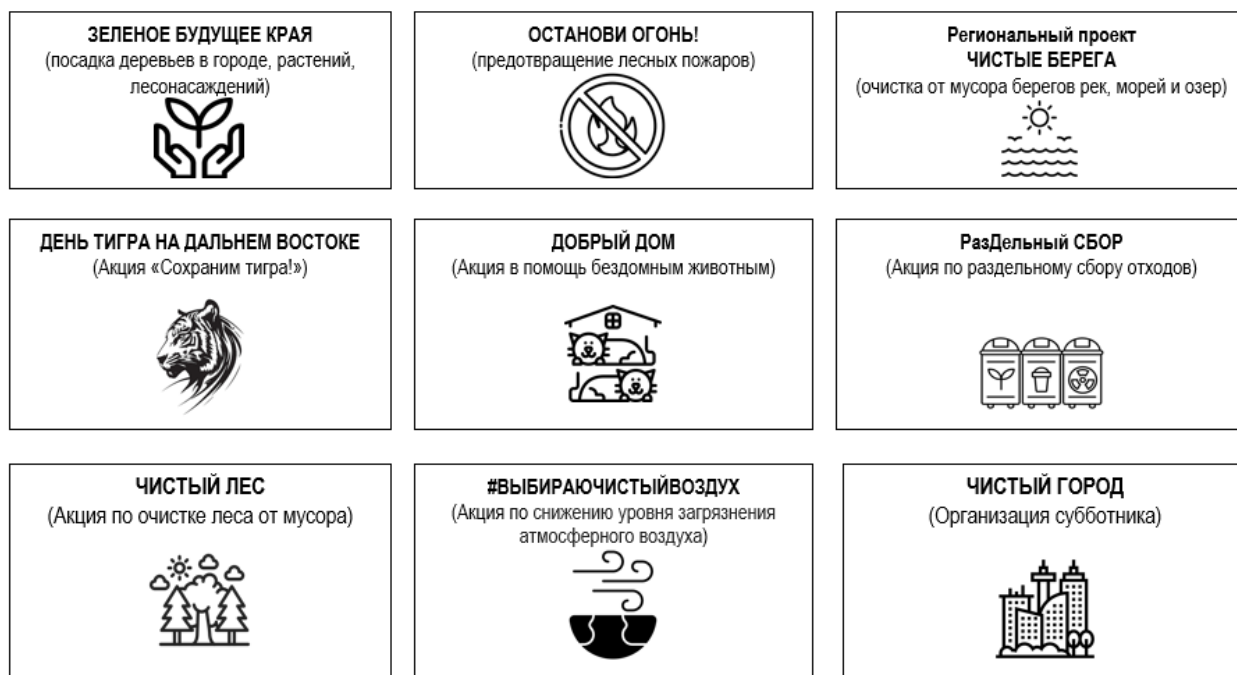 ЗЕЛЕНОЕ БУДУЩЕЕ КРАЯ
(посадка деревьев в городе, растений,
лесонасаждений)
ОСТАНОВИ ОГОНЬ!
(предотвращение лесных пожаров)
Региональный проект
ЧИСТЫЕ БЕРЕГА
(очистка от мусора берегов рек, морей и озер)
ДЕНЬ ТИГРА НА ДАЛЬНЕМ ВОСТОКЕ
(Акция «Сохраним тигра!»)
ДОБРЫЙ ДОМ
(Акция в помощь бездомным животным)
РазДельный СБОР
(Акция по раздельному сбору отходов)
ЧИСТЫЙ ЛЕС
(Акция по очистке леса от мусора)
#ВЫБИРАЮЧИСТЫЙВОЗДУХ
(Акция по снижению уровня загрязнения
атмосферного воздуха)
ЧИСТЫЙ ГОРОД
(Организация субботника)